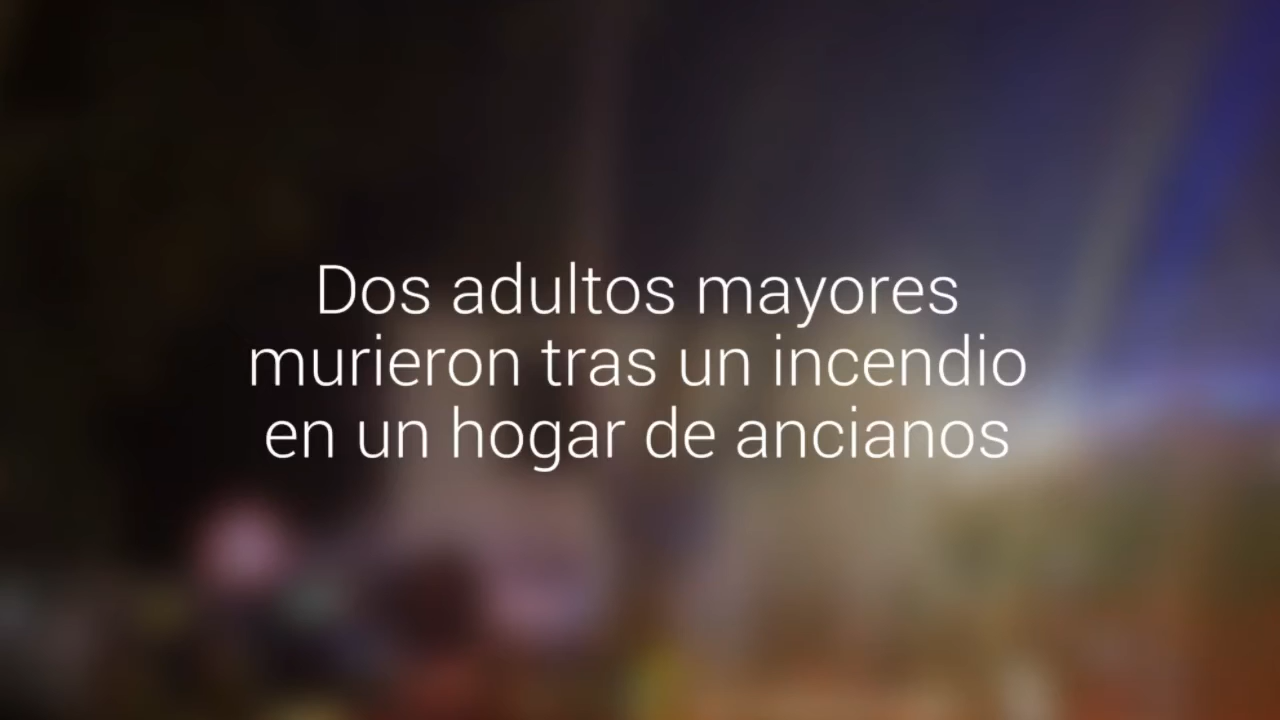 Dos adultos mayores
murieron tras un incendio
en un hogar de ancianos